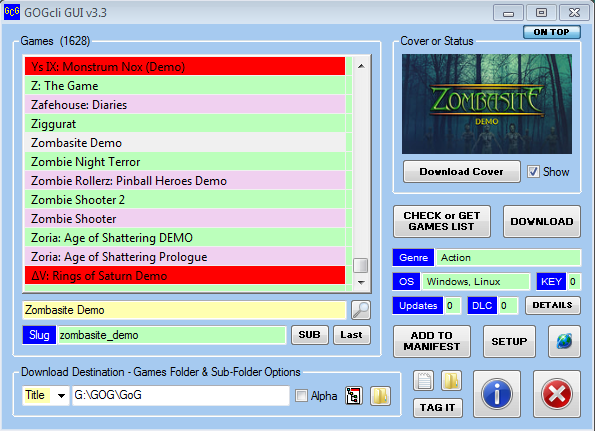 GOGcli GUI v3.3
ON TOP
Games (1628)
Ys IX: Monstrum Nox (Demo)
Z: The Game
Zafehouse: Diaries
Ziggurat
Zombasite Demo
Zombie Night Terror
Zombie Rollerz: Pinball Heroes Demo
Zombie Shooter 2
Zombie Shooter
Zoria: Age of Shattering DEMO
Zoria: Age of Shattering Prologue
ΔV: Rings of Saturn Demo
Zombasite Demo
Slug zombasite_demo SUB Last
Download Destination - Games Folder & Sub-Folder Options
Title G:\GOG\GoG Alpha
Cover or Status
ZOMBASITE
DEMO
Download Cover Show
CHECK or GET
GAMES LIST
DOWNLOAD
Genre Action
OS Windows, Linux KEY 0
Updates 0 DLC 0 DETAILS
ADD TO
MANIFEST
SETUP
TAG IT